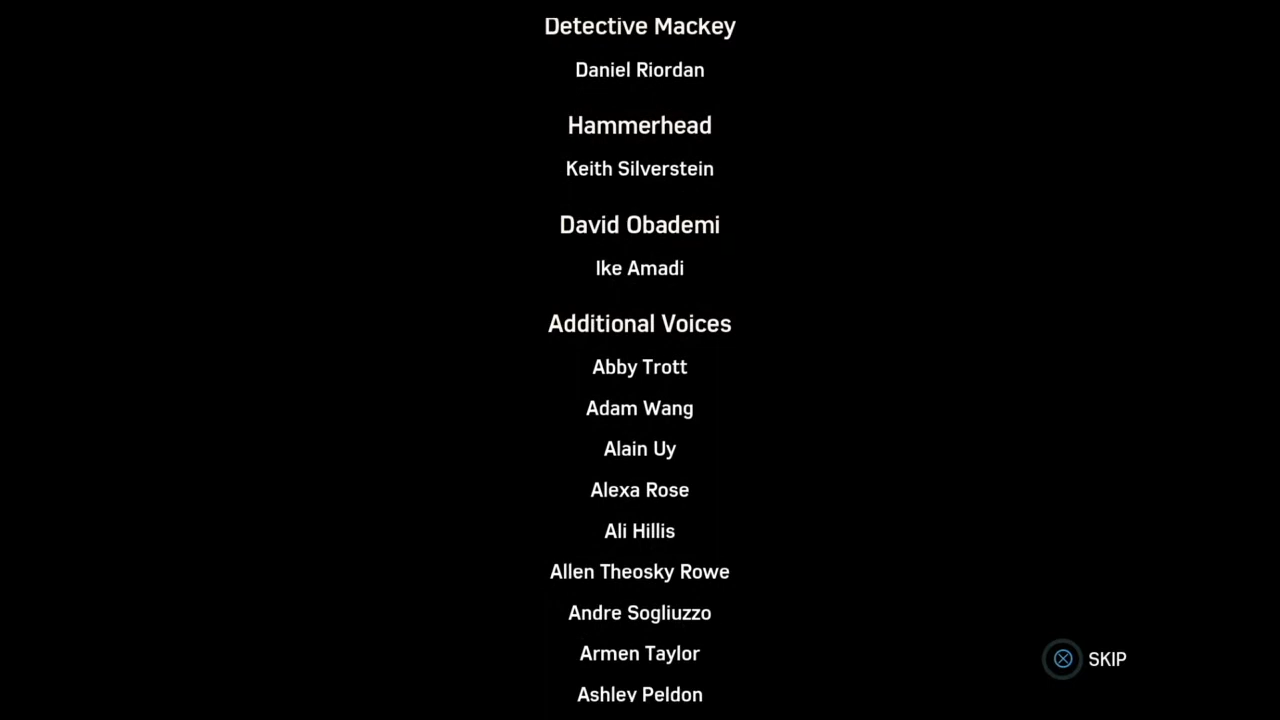 Detective Mackey
Daniel Riordan
Hammerhead
Keith Silverstein
David Obademi
Ike Amadi
Additional Voices
Abby Trott
Adam Wang
Alain Uy
Alexa Rose
Ali Hillis
Allen Theosky Rowe
Andre Sogliuzzo
Armen Taylor
SKIP
Ashley Peldon